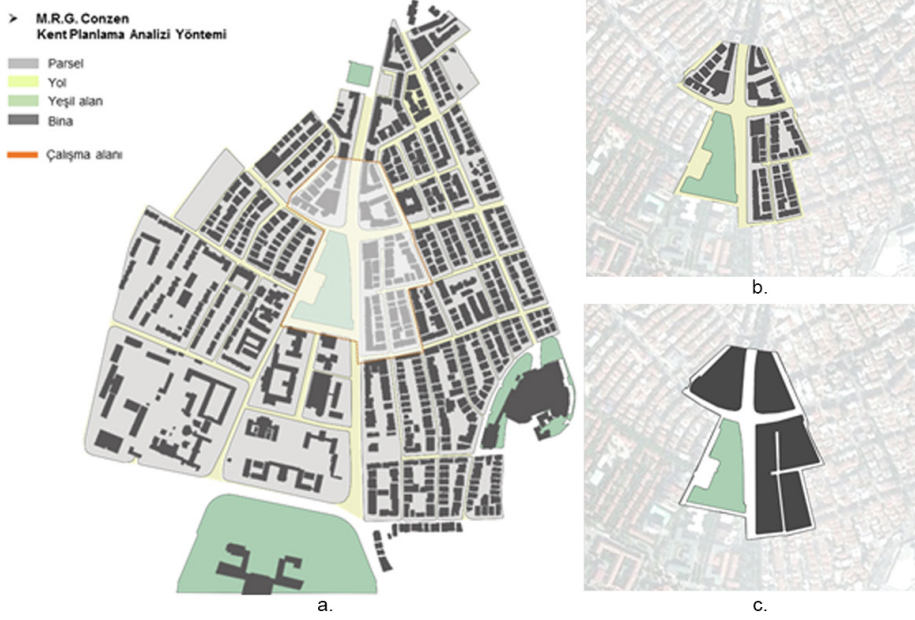 ➤ M.R.G. Conzen
Kent Planlama Analizi Yöntemi
Parsel
Yol
Yeşil alan
Bina
Çalışma alanı
a.
b.
c.